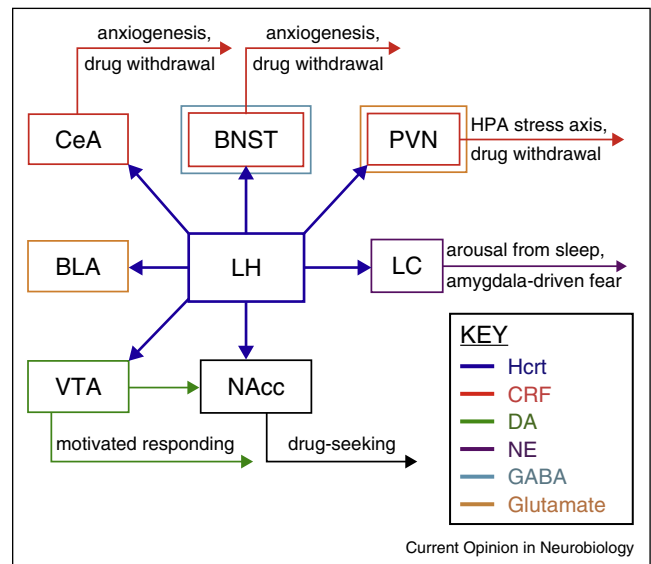 anxiogenesis,
drug withdrawal
anxiogenesis,
drug withdrawal
CeA
BNST
PVN
HPA stress axis,
drug withdrawal
BLA
LH
LC
arousal from sleep,
amygdala-driven fear
VTA
NAcc
motivated responding
drug-seeking
KEY
Hcrt
CRF
DA
NE
GABA
Glutamate
Current Opinion in Neurobiology